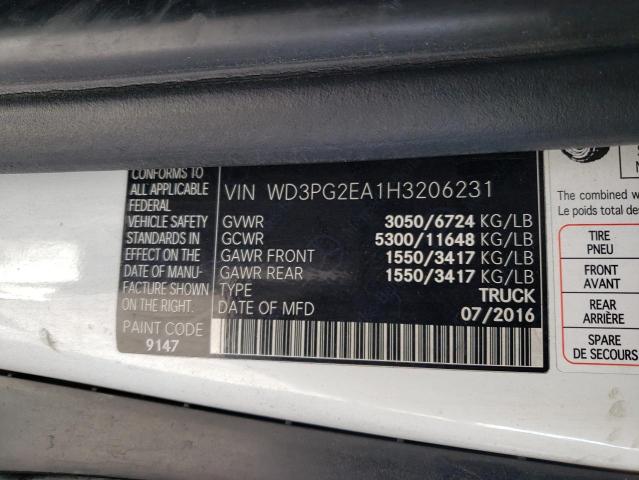 CONFORMS TO
ALL APPLICABLE
FEDERAL
VEHICLE SAFETY
STANDARDS IN
EFFECT ON THE
DATE OF MANU-
FACTURE SHOWN
ON THE RIGHT.
PAINT CODE
9147
VIN WD3PG2EA1H3206231
GVWR 3050/6724 KG/LB
GCWR 5300/11648 KG/LB
GAWR FRONT 1550/3417 KG/LB
GAWR REAR 1550/3417 KG/LB
TYPE TRUCK
DATE OF MFD 07/2016
The combined w
Le poids total des
TIRE
PNEU
FRONT
AVANT
REAR
ARRIÈRE
SPARE
DE SECOURS